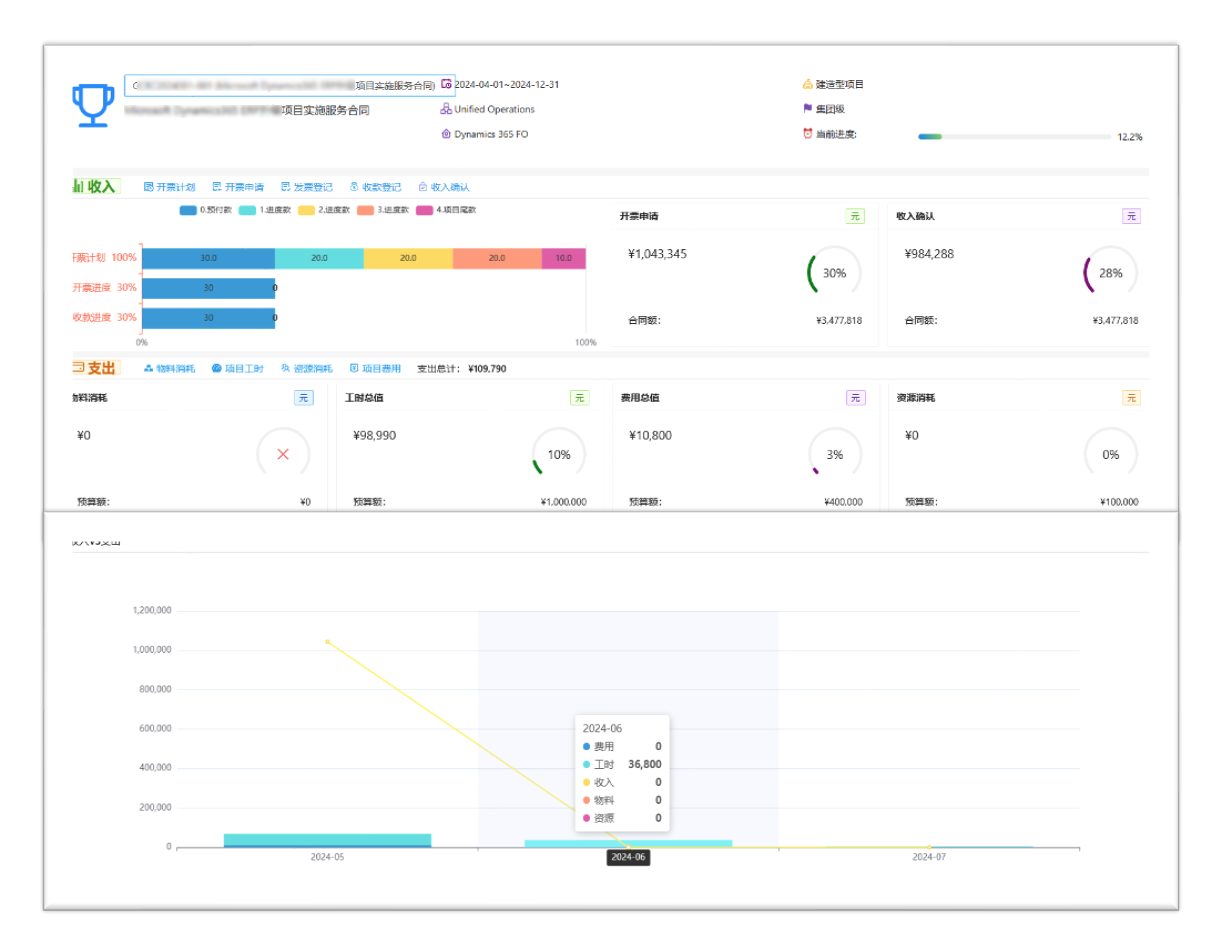 项目实施服务合同)
2024-04-01~2024-12-31
建造型项目
项目实施服务合同
Unified Operations
集团级
Dynamics 365 FO
当前进度:
12.2%
收入
开票计划
开票申请
发票登记
收款登记
收入确认
0.预付款
1.进度款
2.进度款
3.进度款
4.项目尾款
开票申请
元
收入确认
元
开票计划 100%
30.0
20.0
20.0
20.0
10.0
¥1,043,345
30%
¥984,288
28%
开票进度 30%
30
0
收款进度 30%
30
0
合同额:
¥3,477,818
合同额:
¥3,477,818
0%
100%
支出
物料消耗
项目工时
资源消耗
项目费用
支出总计: ¥109,790
物料消耗
元
工时总值
元
费用总值
元
资源消耗
元
¥0
¥98,990
10%
¥10,800
3%
¥0
0%
预算额:
¥0
预算额:
¥1,000,000
预算额:
¥400,000
预算额:
¥100,000
收入VS支出
1,200,000
1,000,000
800,000
600,000
400,000
200,000
0
2024-06
费用 0
工时 36,800
收入 0
物料 0
资源 0
2024-05
2024-06
2024-07